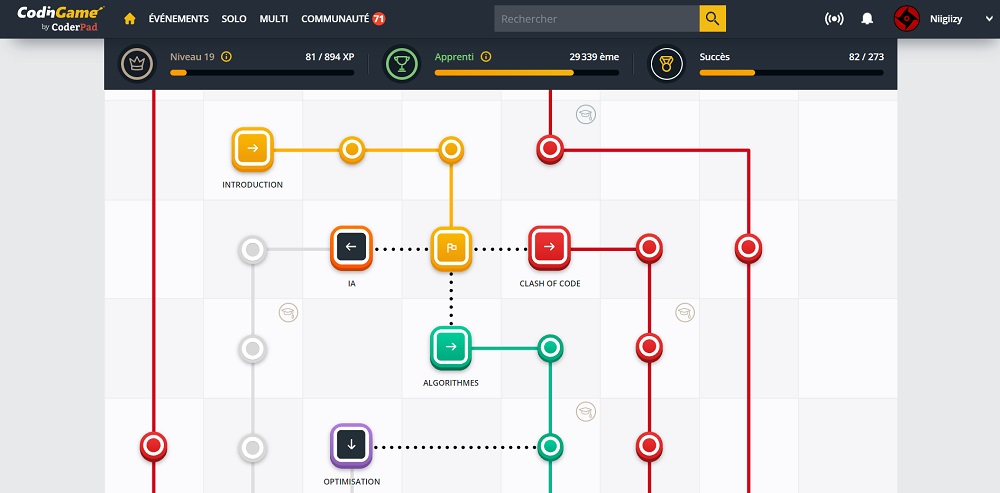 CodinGame
by CoderPad
ÉVÉNEMENTS SOLO MULTI COMMUNAUTÉ 71
Rechercher
Niigiizy
Niveau 19 81 / 894 XP
Apprenti 29 339 ème
Succès 82 / 273
INTRODUCTION
IA
CLASH OF CODE
ALGORITHMES
OPTIMISATION